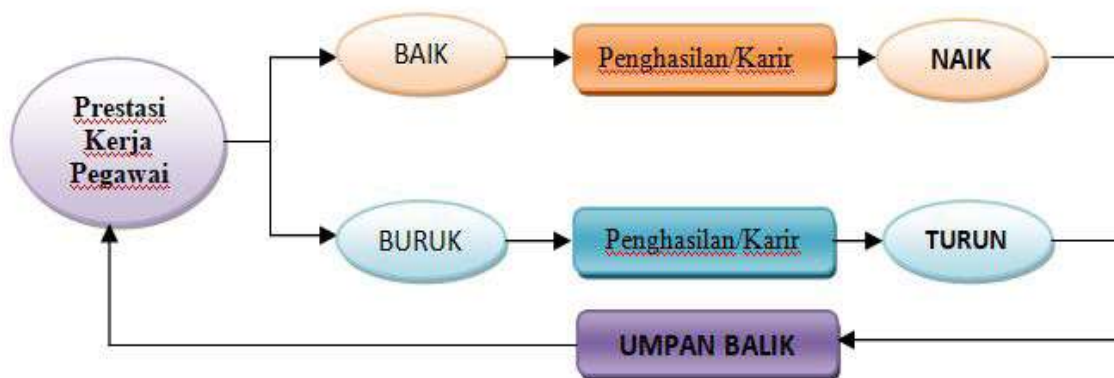 BAIK
Penghasilan/Karir
NAIK
Prestasi
Kerja
Pegawai
BURUK
Penghasilan/Karir
TURUN
UMPAN BALIK